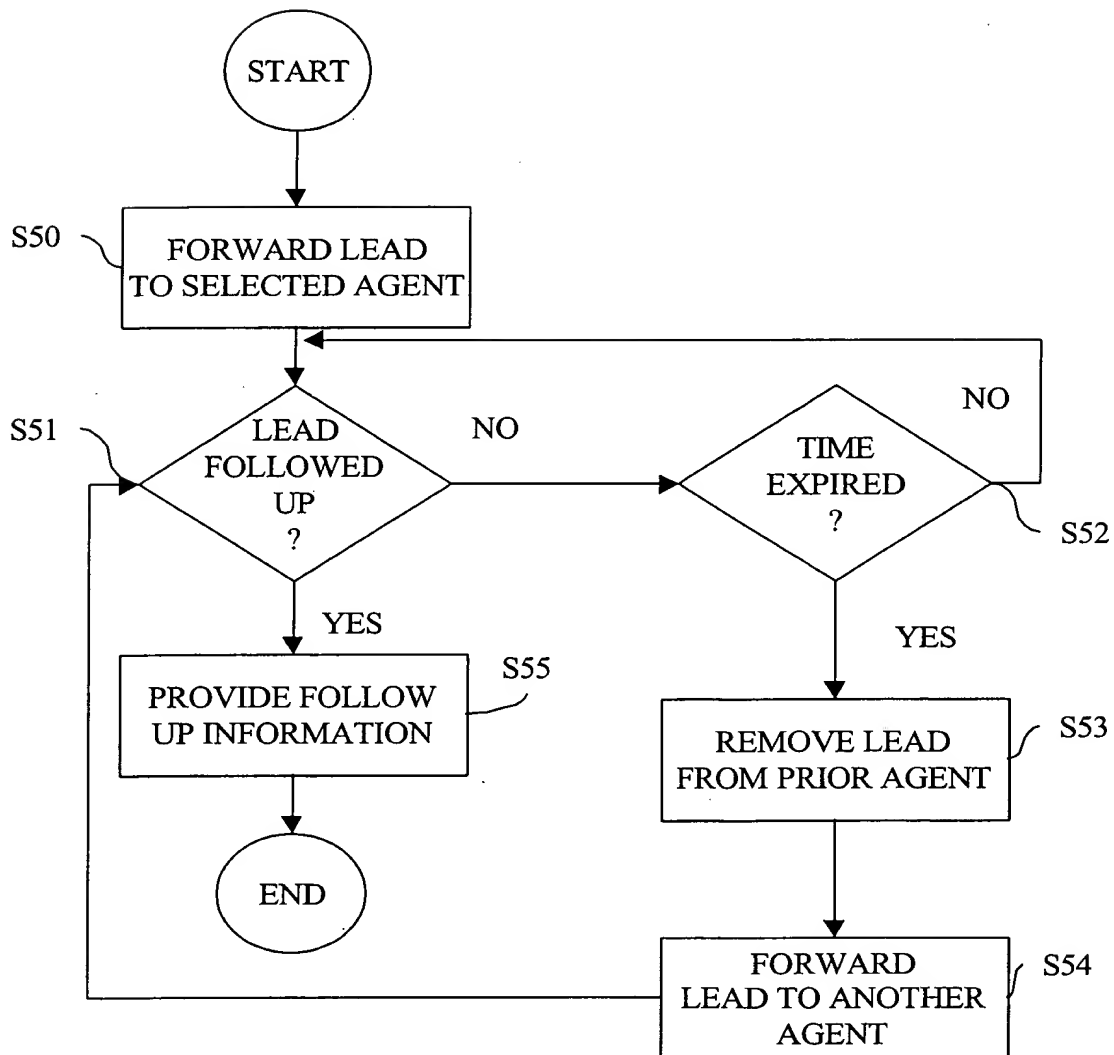 START
S50
FORWARD LEAD
TO SELECTED AGENT
S51
LEAD
FOLLOWED
UP
?
NO
TIME
EXPIRED
?
NO
S52
YES
YES
S55
PROVIDE FOLLOW
UP INFORMATION
S53
REMOVE LEAD
FROM PRIOR AGENT
END
S54
FORWARD
LEAD TO ANOTHER
AGENT